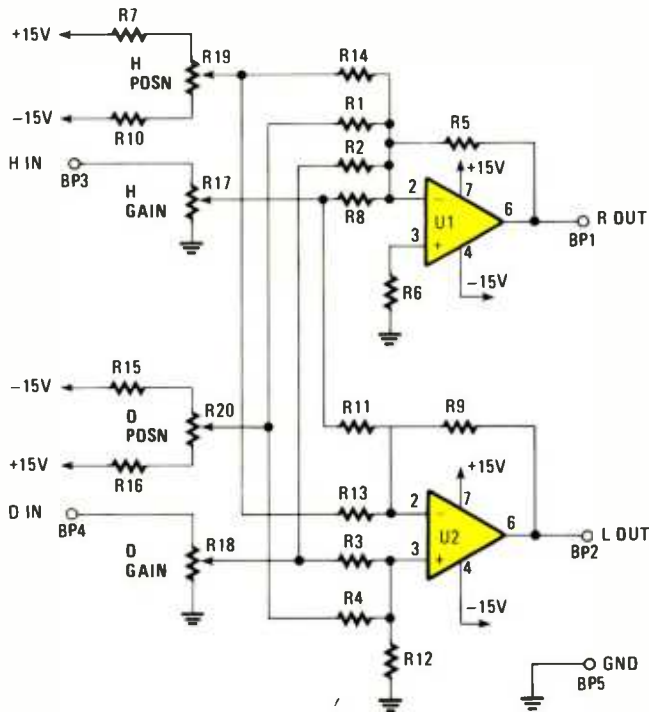 R7
+15V
R19
H
POSN
-15V
R10
H IN
BP3
R17
H
GAIN
R14
R1
R2
R8
R5
+15V
2
7
-
U1
6
R OUT
BP1
3
+
4
-15V
R6
R15
-15V
R20
D
POSN
+15V
R16
D IN
BP4
R18
D
GAIN
R11
R9
+15V
R13
2
7
-
U2
6
L OUT
BP2
R3
3
+
4
-15V
R4
R12
GND
BP5